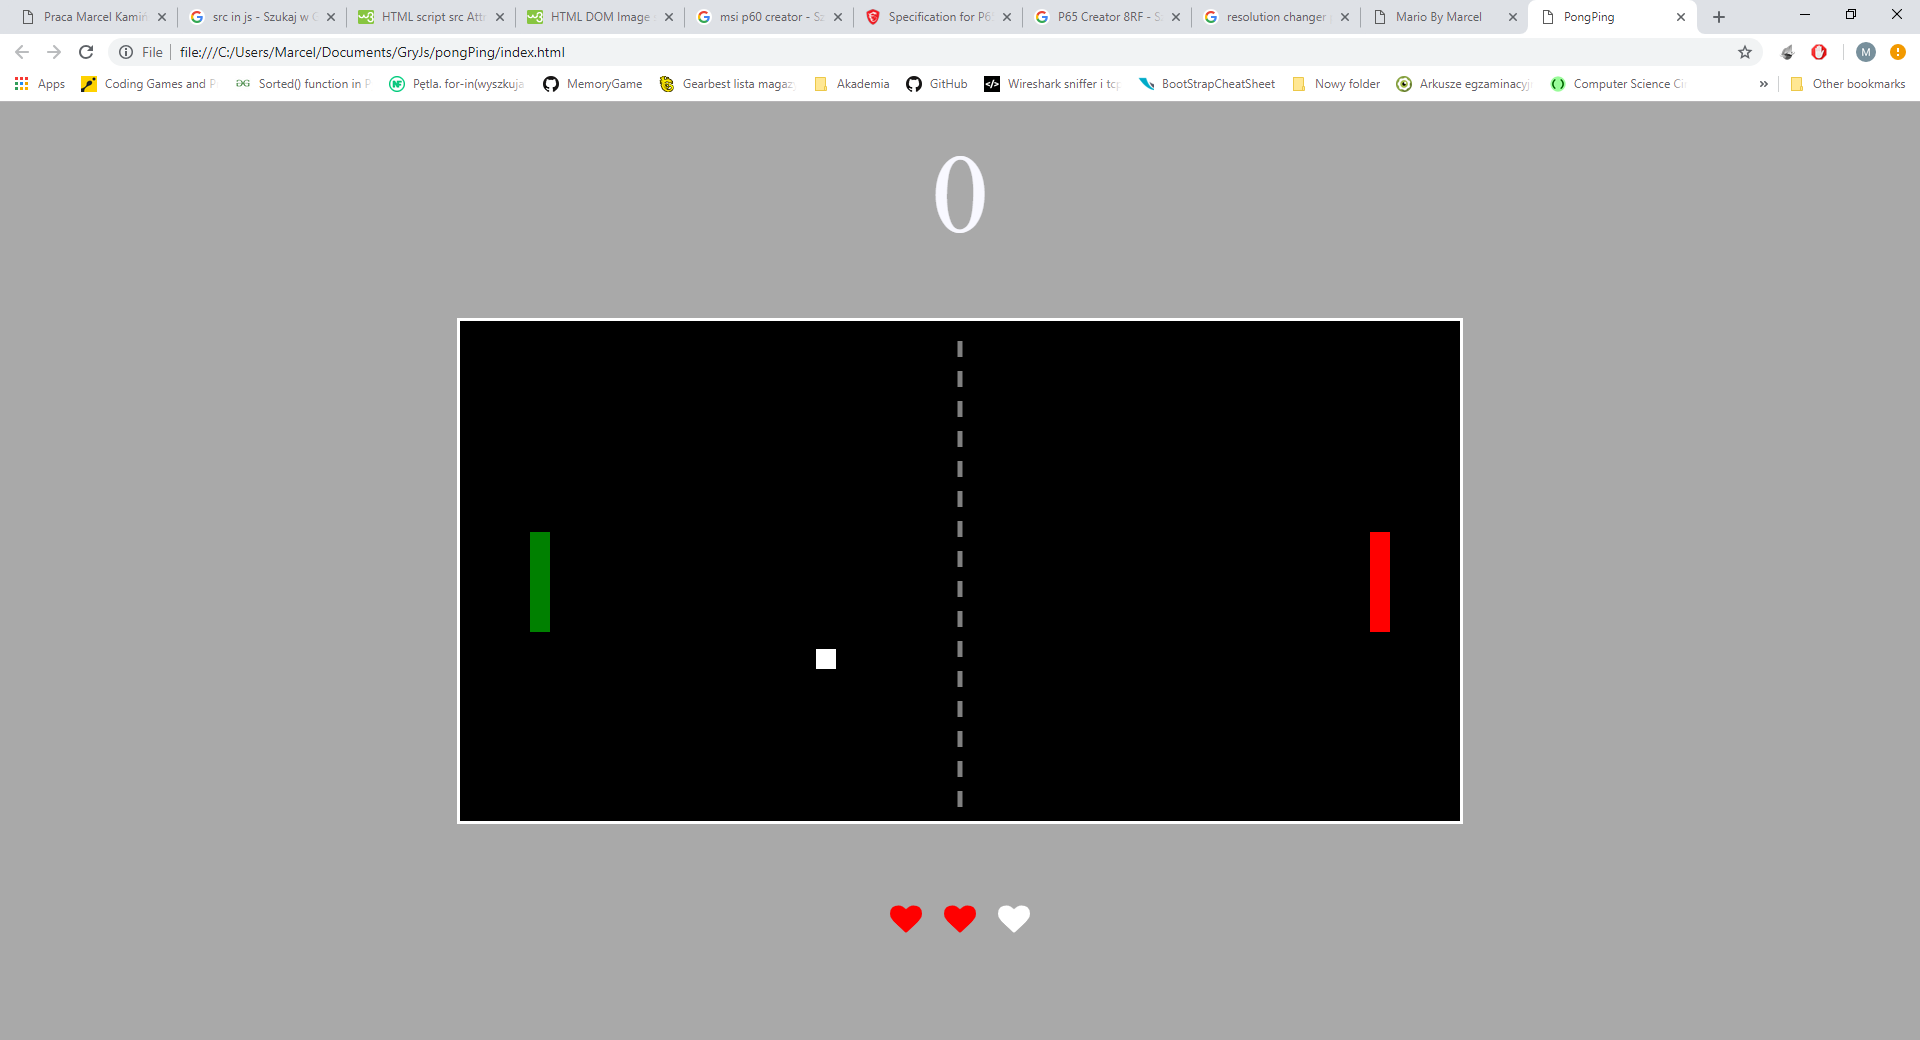 Praca Marcel Kamiń src in js - Szukaj w G HTML script src Attr HTML DOM Image msi p60 creator - Sz Specification for P6 P65 Creator 8RF - S resolution changer Mario By Marcel PongPing
File file:///C:/Users/Marcel/Documents/GryJs/pongPing/index.html M
Apps Coding Games and P Sorted() function in P Pętla. for-in(wyszkuja MemoryGame Gearbest lista magaz Akademia GitHub Wireshark sniffer i tcp BootStrapCheatSheet Nowy folder Arkusze egzaminacyj Computer Science Ci » Other bookmarks
0